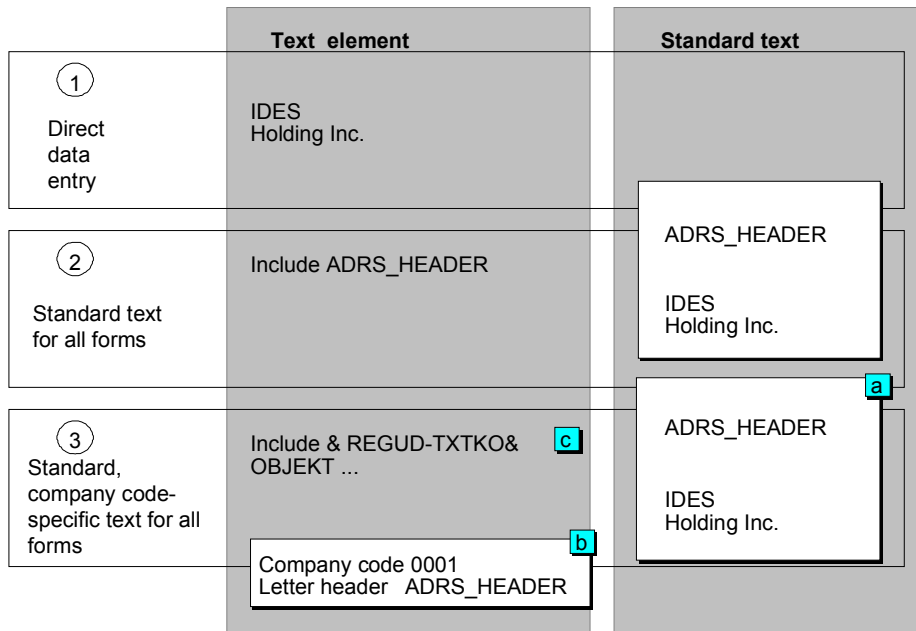 Text element
Standard text
1
Direct
data
entry
IDES
Holding Inc.
2
Standard text
for all forms
Include ADRS_HEADER
ADRS_HEADER
IDES
Holding Inc.
3
Standard,
company code-
specific text for all
forms
Include & REGUD-TXTKO&
OBJEKT ...
c
b
Company code 0001
Letter header ADRS_HEADER
a
ADRS_HEADER
IDES
Holding Inc.